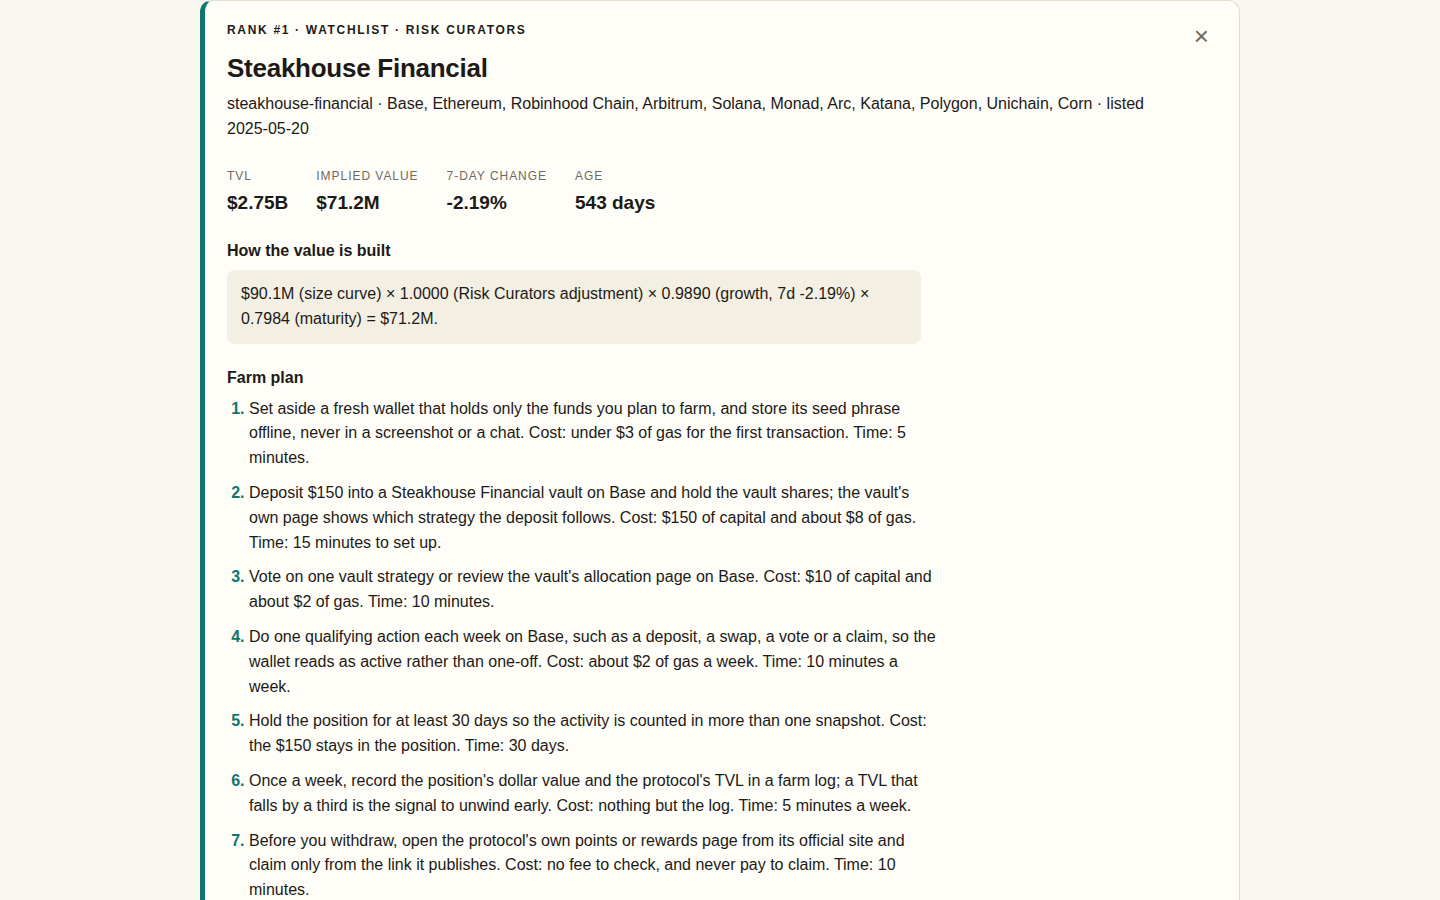 RANK #1 · WATCHLIST · RISK CURATORS
✕
Steakhouse Financial
steakhouse-financial · Base, Ethereum, Robinhood Chain, Arbitrum, Solana, Monad, Arc, Katana, Polygon, Unichain, Corn · listed
2025-05-20
TVL IMPLIED VALUE 7-DAY CHANGE AGE
$2.75B $71.2M -2.19% 543 days
How the value is built
$90.1M (size curve) × 1.0000 (Risk Curators adjustment) × 0.9890 (growth, 7d -2.19%) ×
0.7984 (maturity) = $71.2M.
Farm plan
1. Set aside a fresh wallet that holds only the funds you plan to farm, and store its seed phrase
offline, never in a screenshot or a chat. Cost: under $3 of gas for the first transaction. Time: 5
minutes.
2. Deposit $150 into a Steakhouse Financial vault on Base and hold the vault shares; the vault's
own page shows which strategy the deposit follows. Cost: $150 of capital and about $8 of gas.
Time: 15 minutes to set up.
3. Vote on one vault strategy or review the vault's allocation page on Base. Cost: $10 of capital and
about $2 of gas. Time: 10 minutes.
4. Do one qualifying action each week on Base, such as a deposit, a swap, a vote or a claim, so the
wallet reads as active rather than one-off. Cost: about $2 of gas a week. Time: 10 minutes a
week.
5. Hold the position for at least 30 days so the activity is counted in more than one snapshot. Cost:
the $150 stays in the position. Time: 30 days.
6. Once a week, record the position's dollar value and the protocol's TVL in a farm log; a TVL that
falls by a third is the signal to unwind early. Cost: nothing but the log. Time: 5 minutes a week.
7. Before you withdraw, open the protocol's own points or rewards page from its official site and
claim only from the link it publishes. Cost: no fee to check, and never pay to claim. Time: 10
minutes.